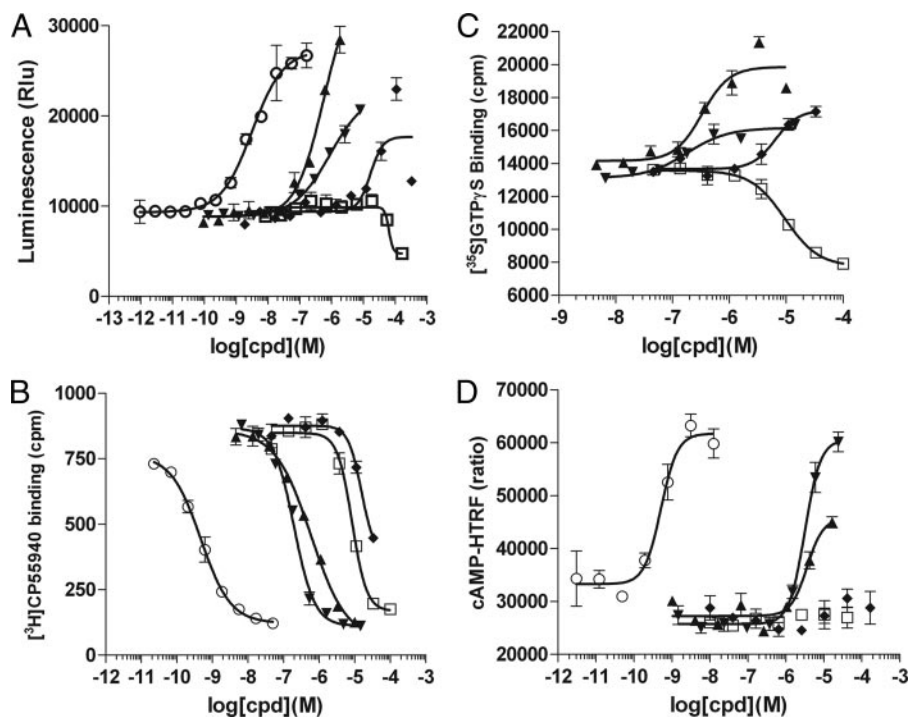 A
Luminescence (Rlu)
30000
20000
10000
0
-13 -12 -11 -10 -9 -8 -7 -6 -5 -4 -3
log[cpd](M)
C
[35S]GTPγS Binding (cpm)
22000
20000
18000
16000
14000
12000
10000
8000
6000
-9 -8 -7 -6 -5 -4
log[cpd](M)
B
[3H]CP55940 binding (cpm)
1000
750
500
250
0
-12 -11 -10 -9 -8 -7 -6 -5 -4 -3
log[cpd](M)
D
cAMP-HTRF (ratio)
70000
60000
50000
40000
30000
20000
-12 -11 -10 -9 -8 -7 -6 -5 -4 -3
log[cpd](M)